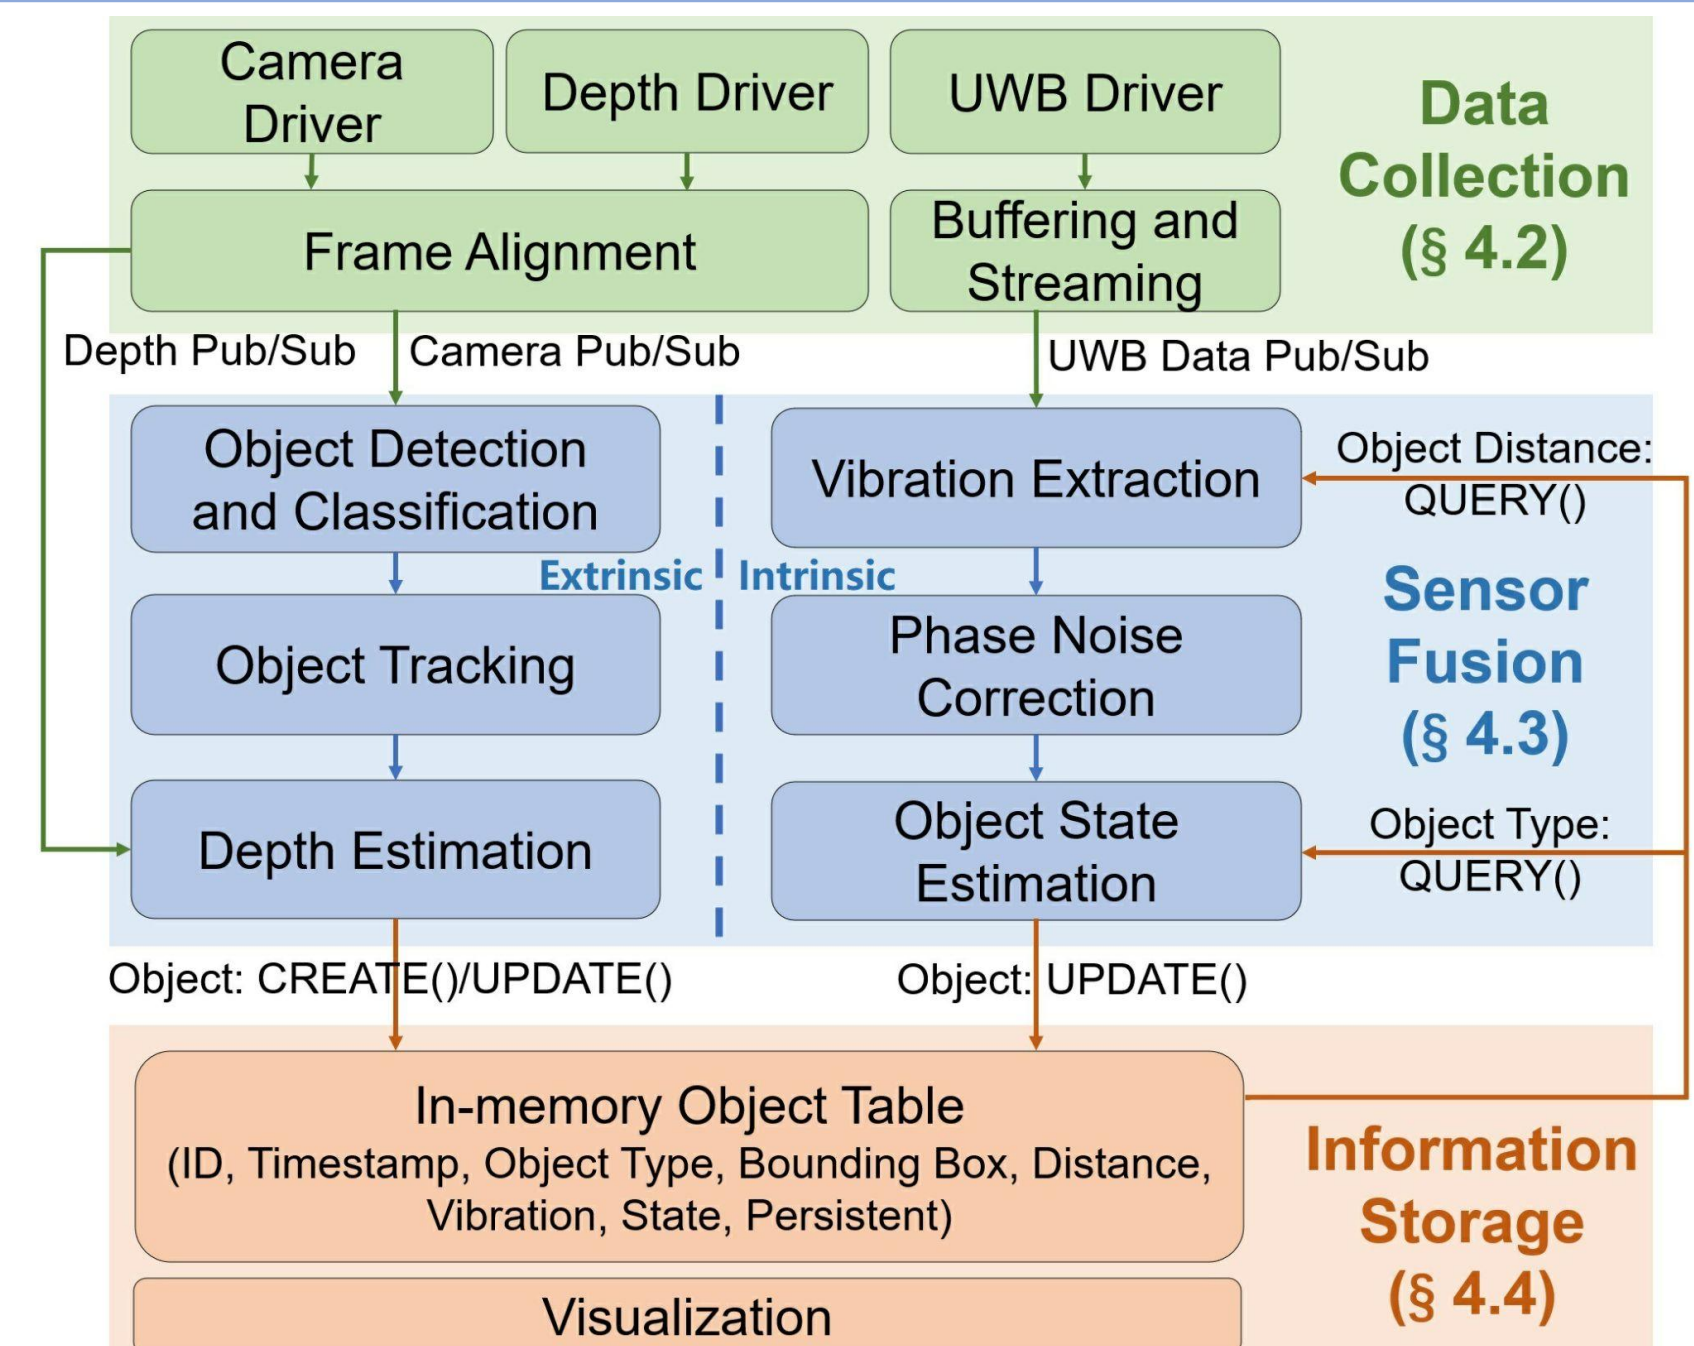 Camera
Driver
Depth Driver
UWB Driver
Data
Collection
(§ 4.2)
Frame Alignment
Buffering and
Streaming
Depth Pub/Sub
Camera Pub/Sub
UWB Data Pub/Sub
Object Detection
and Classification
Vibration Extraction
Object Distance:
QUERY()
Extrinsic
Intrinsic
Sensor
Fusion
(§ 4.3)
Object Tracking
Phase Noise
Correction
Depth Estimation
Object State
Estimation
Object Type:
QUERY()
Object: CREATE()/UPDATE()
Object: UPDATE()
In-memory Object Table
(ID, Timestamp, Object Type, Bounding Box, Distance,
Vibration, State, Persistent)
Information
Storage
(§ 4.4)
Visualization